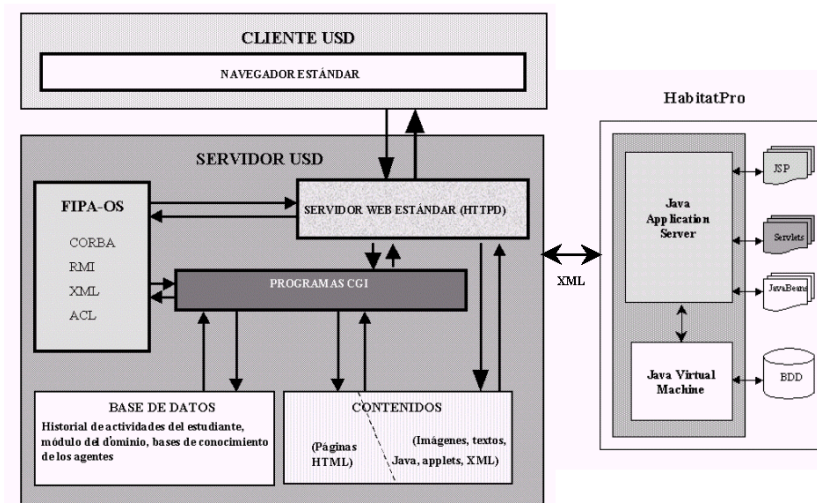 CLIENTE USD
NAVEGADOR ESTÁNDAR
SERVIDOR USD
FIPA-OS
CORBA
RMI
XML
ACL
SERVIDOR WEB ESTÁNDAR (HTTPD)
PROGRAMAS CGI
BASE DE DATOS
Historial de actividades del estudiante,
módulo del dominio, bases de conocimiento
de los agentes
CONTENIDOS
(Páginas
HTML)
(Imágenes, textos,
Java, applets, XML)
XML
HabitatPro
Java
Application
Server
Java Virtual
Machine
JSP
Servlets
JavaBeans
BDD